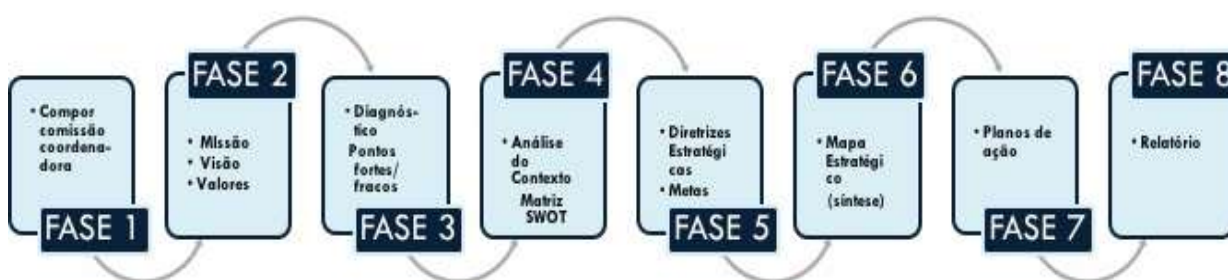 • Compor
comissão
coordena-
dora
FASE 1
FASE 2
• MIssão
• Visão
• Valores
• Diagnós-
tico
Pontos
fortes/
fracos
FASE 3
FASE 4
• Análise
do
Contexto
Matriz
SWOT
• Diretrizes
Estratégi
cas
• Metas
FASE 5
FASE 6
• Mapa
Estratégi
co
(síntese)
• Planos de
ação
FASE 7
FASE 8
• Relatório